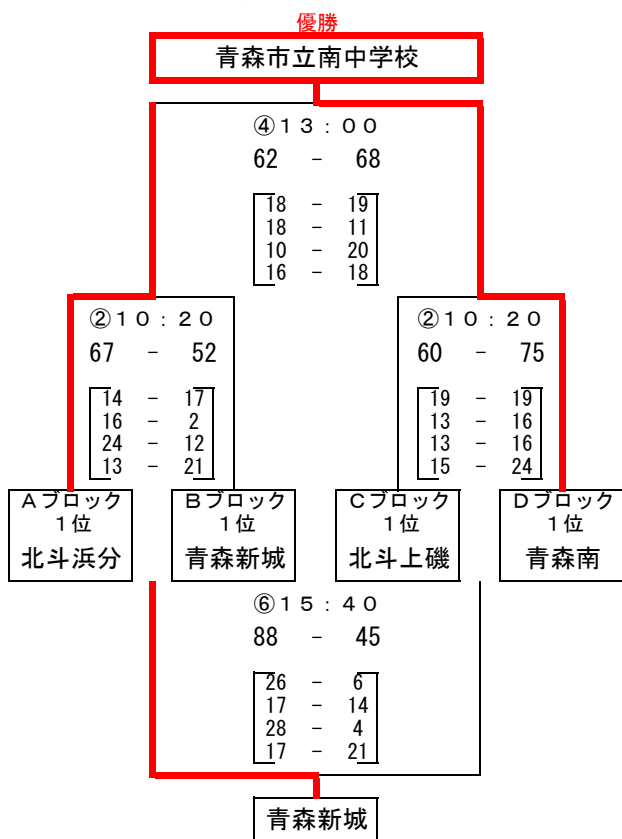 優勝
青森市立南中学校
④１３：００
62 － 68
18 － 19
18 － 11
10 － 20
16 － 18
②１０：２０
67 － 52
14 － 17
16 － 2
24 － 12
13 － 21
②１０：２０
60 － 75
19 － 19
13 － 16
13 － 16
15 － 24
Ａブロック
１位
北斗浜分
Ｂブロック
１位
青森新城
Ｃブロック
１位
北斗上磯
Ｄブロック
１位
青森南
⑥１５：４０
88 － 45
26 － 6
17 － 14
28 － 4
17 － 21
青森新城